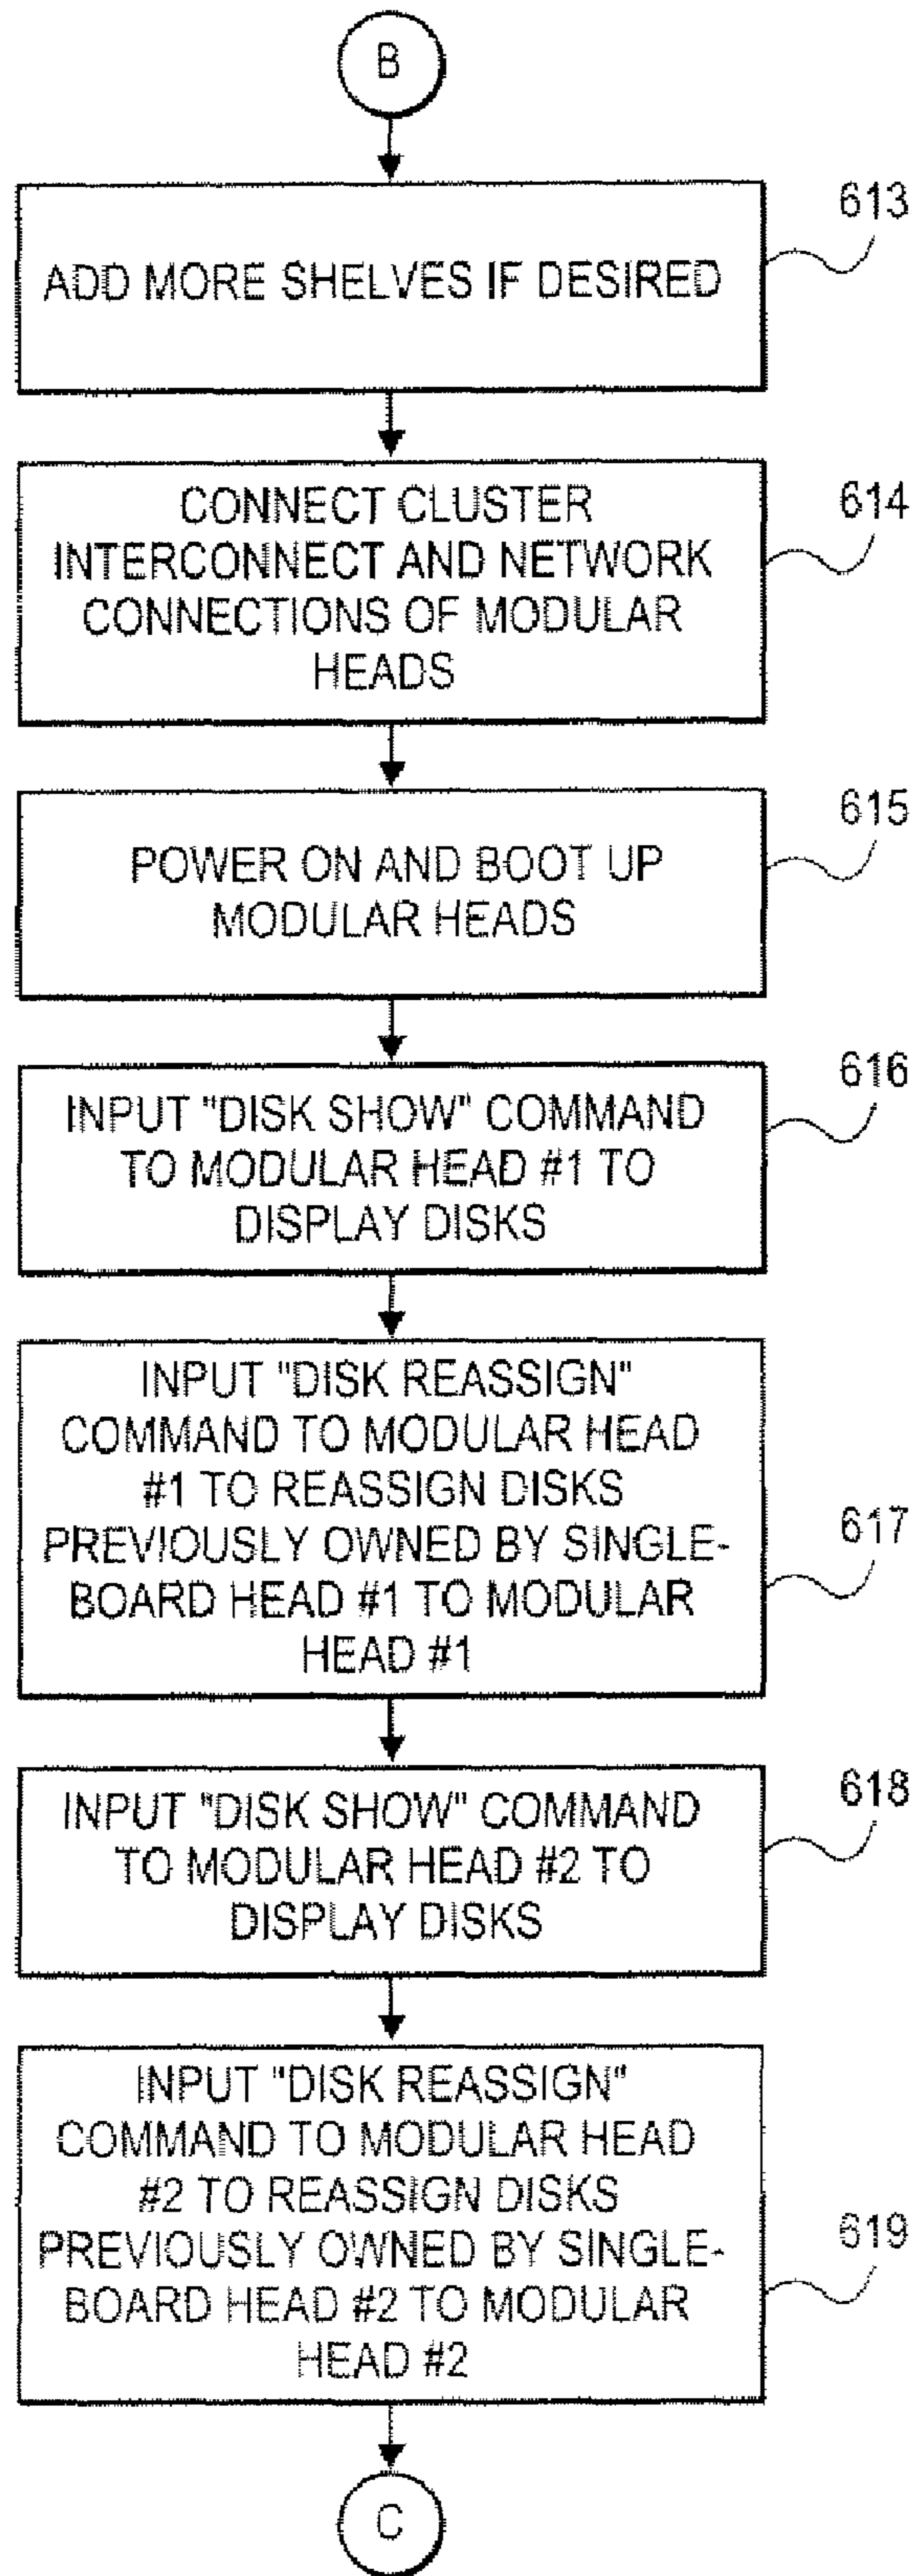 B
613
ADD MORE SHELVES IF DESIRED
614
CONNECT CLUSTER
INTERCONNECT AND NETWORK
CONNECTIONS OF MODULAR
HEADS
615
POWER ON AND BOOT UP
MODULAR HEADS
616
INPUT "DISK SHOW" COMMAND
TO MODULAR HEAD #1 TO
DISPLAY DISKS
INPUT "DISK REASSIGN"
COMMAND TO MODULAR HEAD
#1 TO REASSIGN DISKS
617
PREVIOUSLY OWNED BY SINGLE-
BOARD HEAD #1 TO MODULAR
HEAD #1
618
INPUT "DISK SHOW" COMMAND
TO MODULAR HEAD #2 TO
DISPLAY DISKS
INPUT "DISK REASSIGN"
COMMAND TO MODULAR HEAD
#2 TO REASSIGN DISKS
619
PREVIOUSLY OWNED BY SINGLE-
BOARD HEAD #2 TO MODULAR
HEAD #2
C